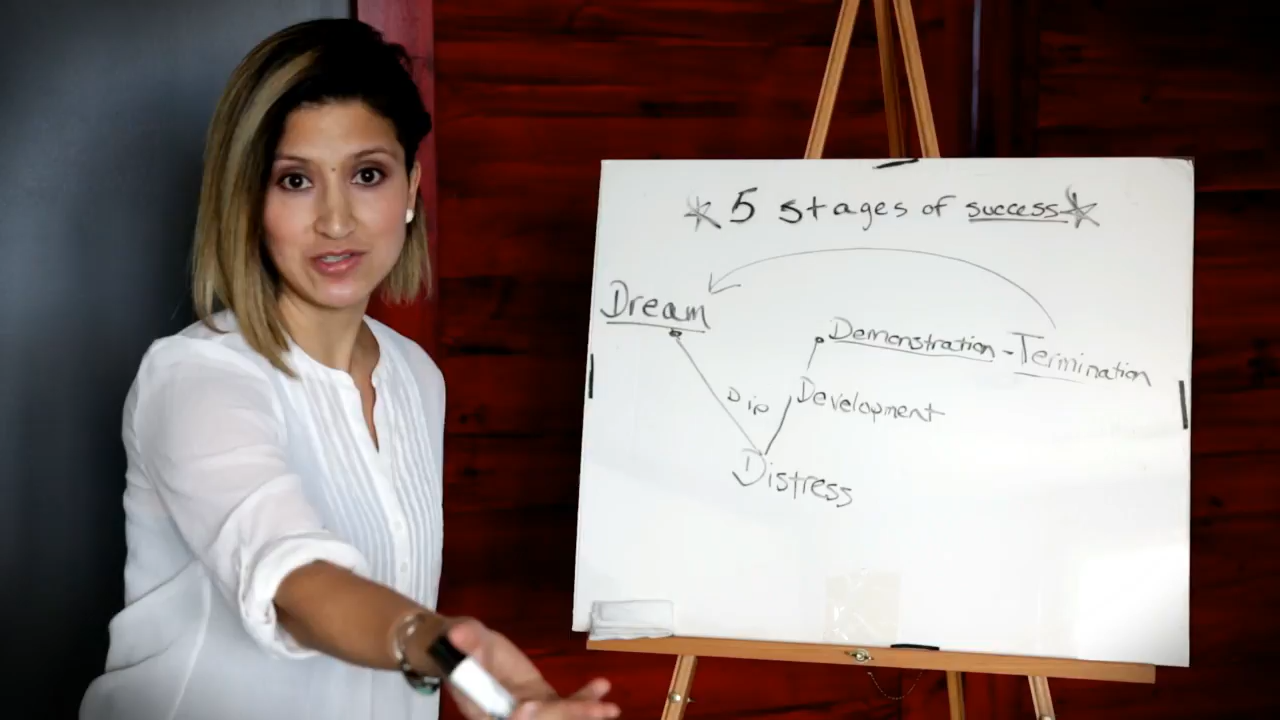 5 stages of success
Dream
Demonstration - Termination
Dip
Development
Distress